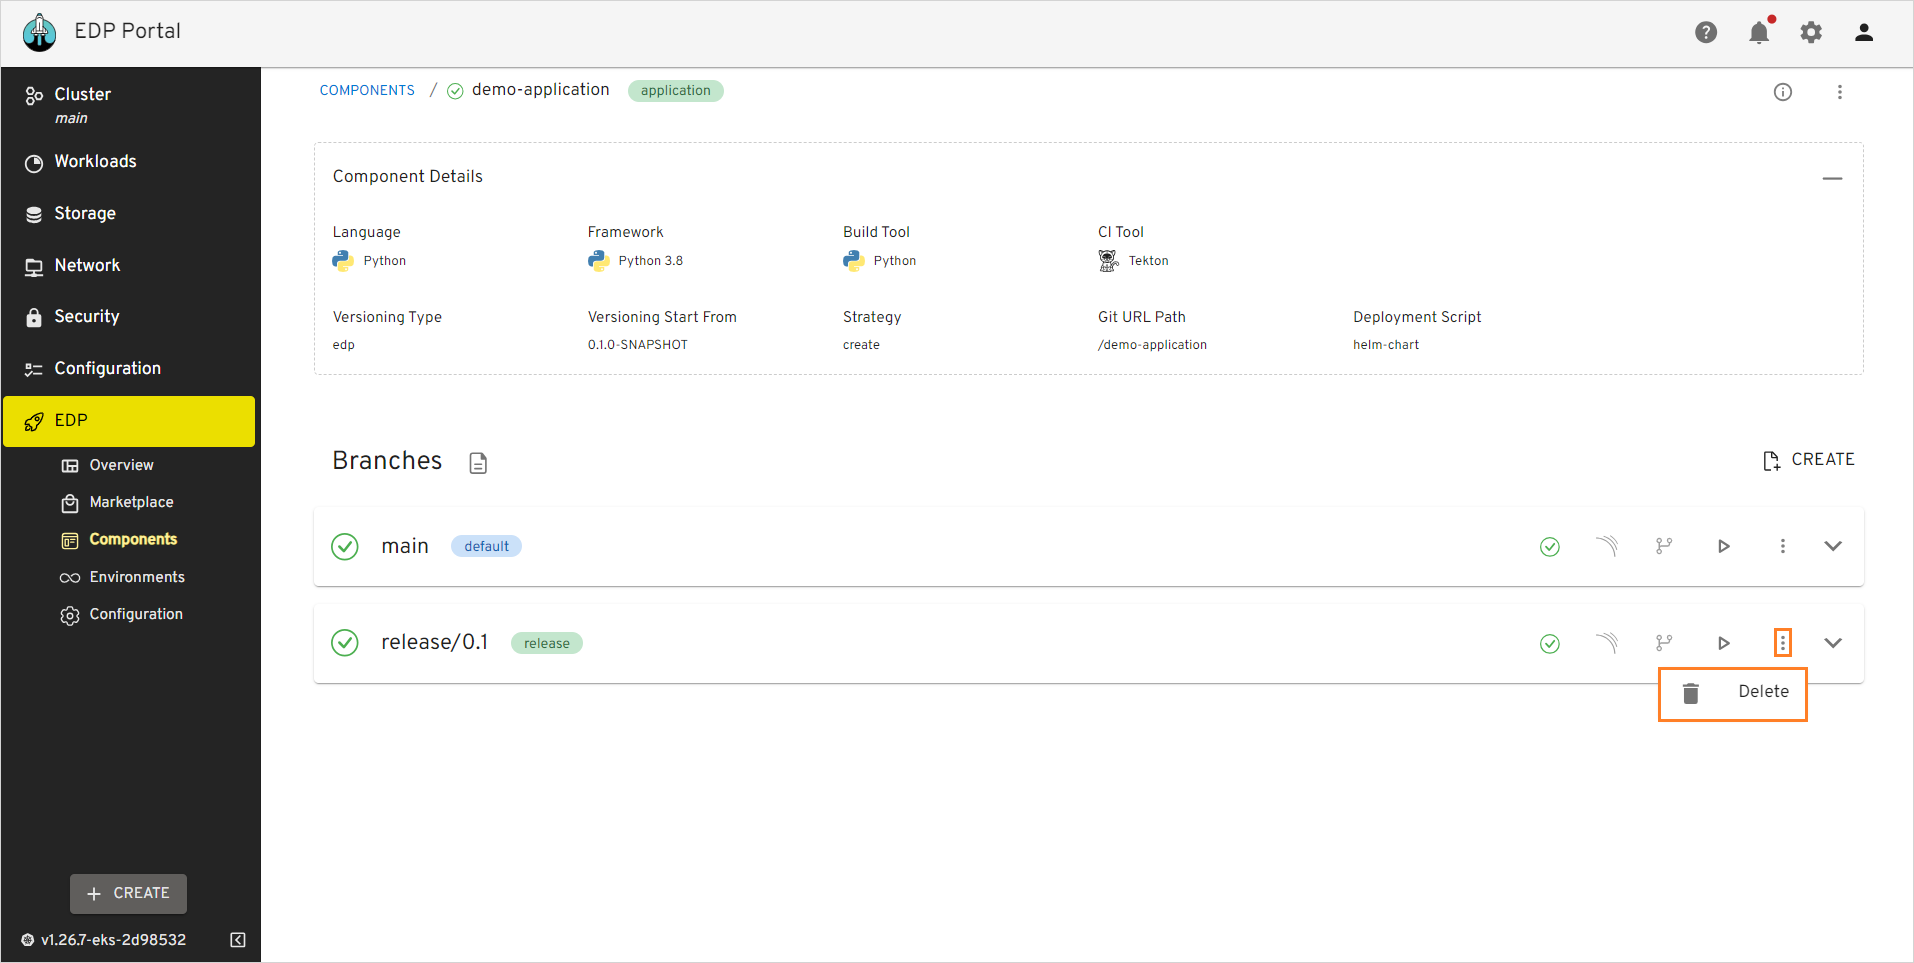 EDP Portal
Cluster
main
Workloads
Storage
Network
Security
Configuration
EDP
Overview
Marketplace
Components
Environments
Configuration
CREATE
v1.26.7-eks-2d98532
COMPONENTS / demo-application application
Component Details
Language Framework Build Tool CI Tool
Python Python 3.8 Python Tekton
Versioning Type Versioning Start From Strategy Git URL Path Deployment Script
edp 0.1.0-SNAPSHOT create /demo-application helm-chart
Branches CREATE
main default
release/0.1 release
Delete